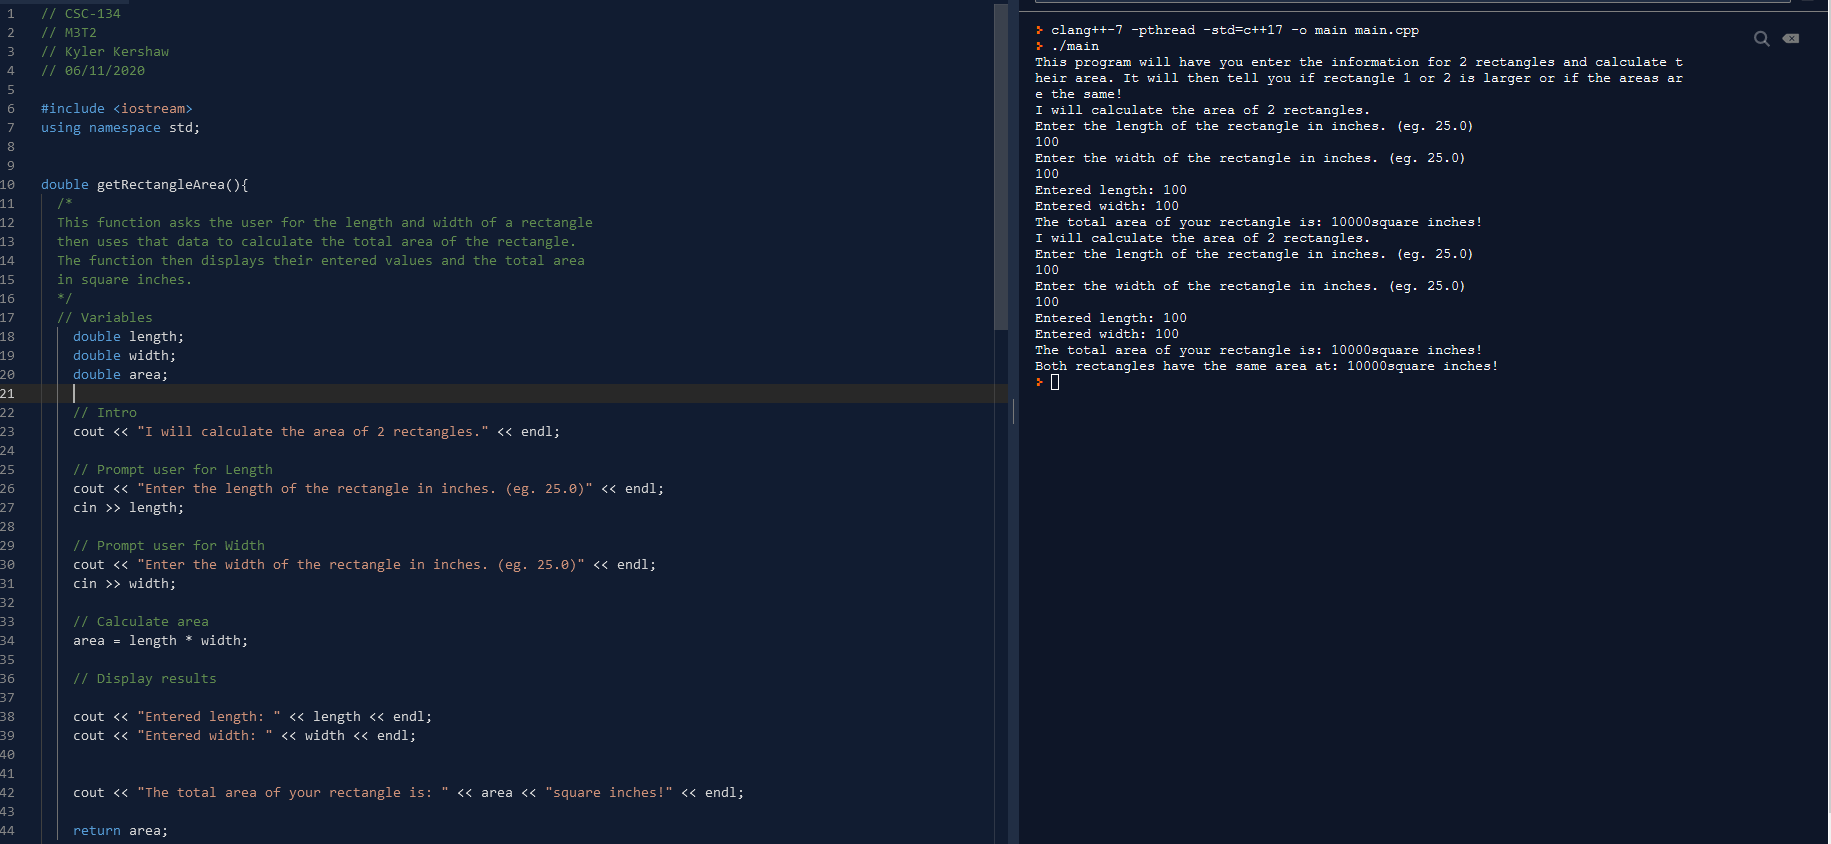 1 // CSC-134
2 // M3T2
3 // Kyler Kershaw
4 // 06/11/2020
5
6 #include <iostream>
7 using namespace std;
8
9
10 double getRectangleArea(){
11 /*
12 This function asks the user for the length and width of a rectangle
13 then uses that data to calculate the total area of the rectangle.
14 The function then displays their entered values and the total area
15 in square inches.
16 */
17 // Variables
18 double length;
19 double width;
20 double area;
21
22 // Intro
23 cout << "I will calculate the area of 2 rectangles." << endl;
24
25 // Prompt user for Length
26 cout << "Enter the length of the rectangle in inches. (eg. 25.0)" << endl;
27 cin >> length;
28
29 // Prompt user for Width
30 cout << "Enter the width of the rectangle in inches. (eg. 25.0)" << endl;
31 cin >> width;
32
33 // Calculate area
34 area = length * width;
35
36 // Display results
37
38 cout << "Entered length: " << length << endl;
39 cout << "Entered width: " << width << endl;
40
41
42 cout << "The total area of your rectangle is: " << area << "square inches!" << endl;
43
44 return area;
> clang++-7 -pthread -std=c++17 -o main main.cpp
> ./main
This program will have you enter the information for 2 rectangles and calculate t
heir area. It will then tell you if rectangle 1 or 2 is larger or if the areas ar
e the same!
I will calculate the area of 2 rectangles.
Enter the length of the rectangle in inches. (eg. 25.0)
100
Enter the width of the rectangle in inches. (eg. 25.0)
100
Entered length: 100
Entered width: 100
The total area of your rectangle is: 10000square inches!
I will calculate the area of 2 rectangles.
Enter the length of the rectangle in inches. (eg. 25.0)
100
Enter the width of the rectangle in inches. (eg. 25.0)
100
Entered length: 100
Entered width: 100
The total area of your rectangle is: 10000square inches!
Both rectangles have the same area at: 10000square inches!
>